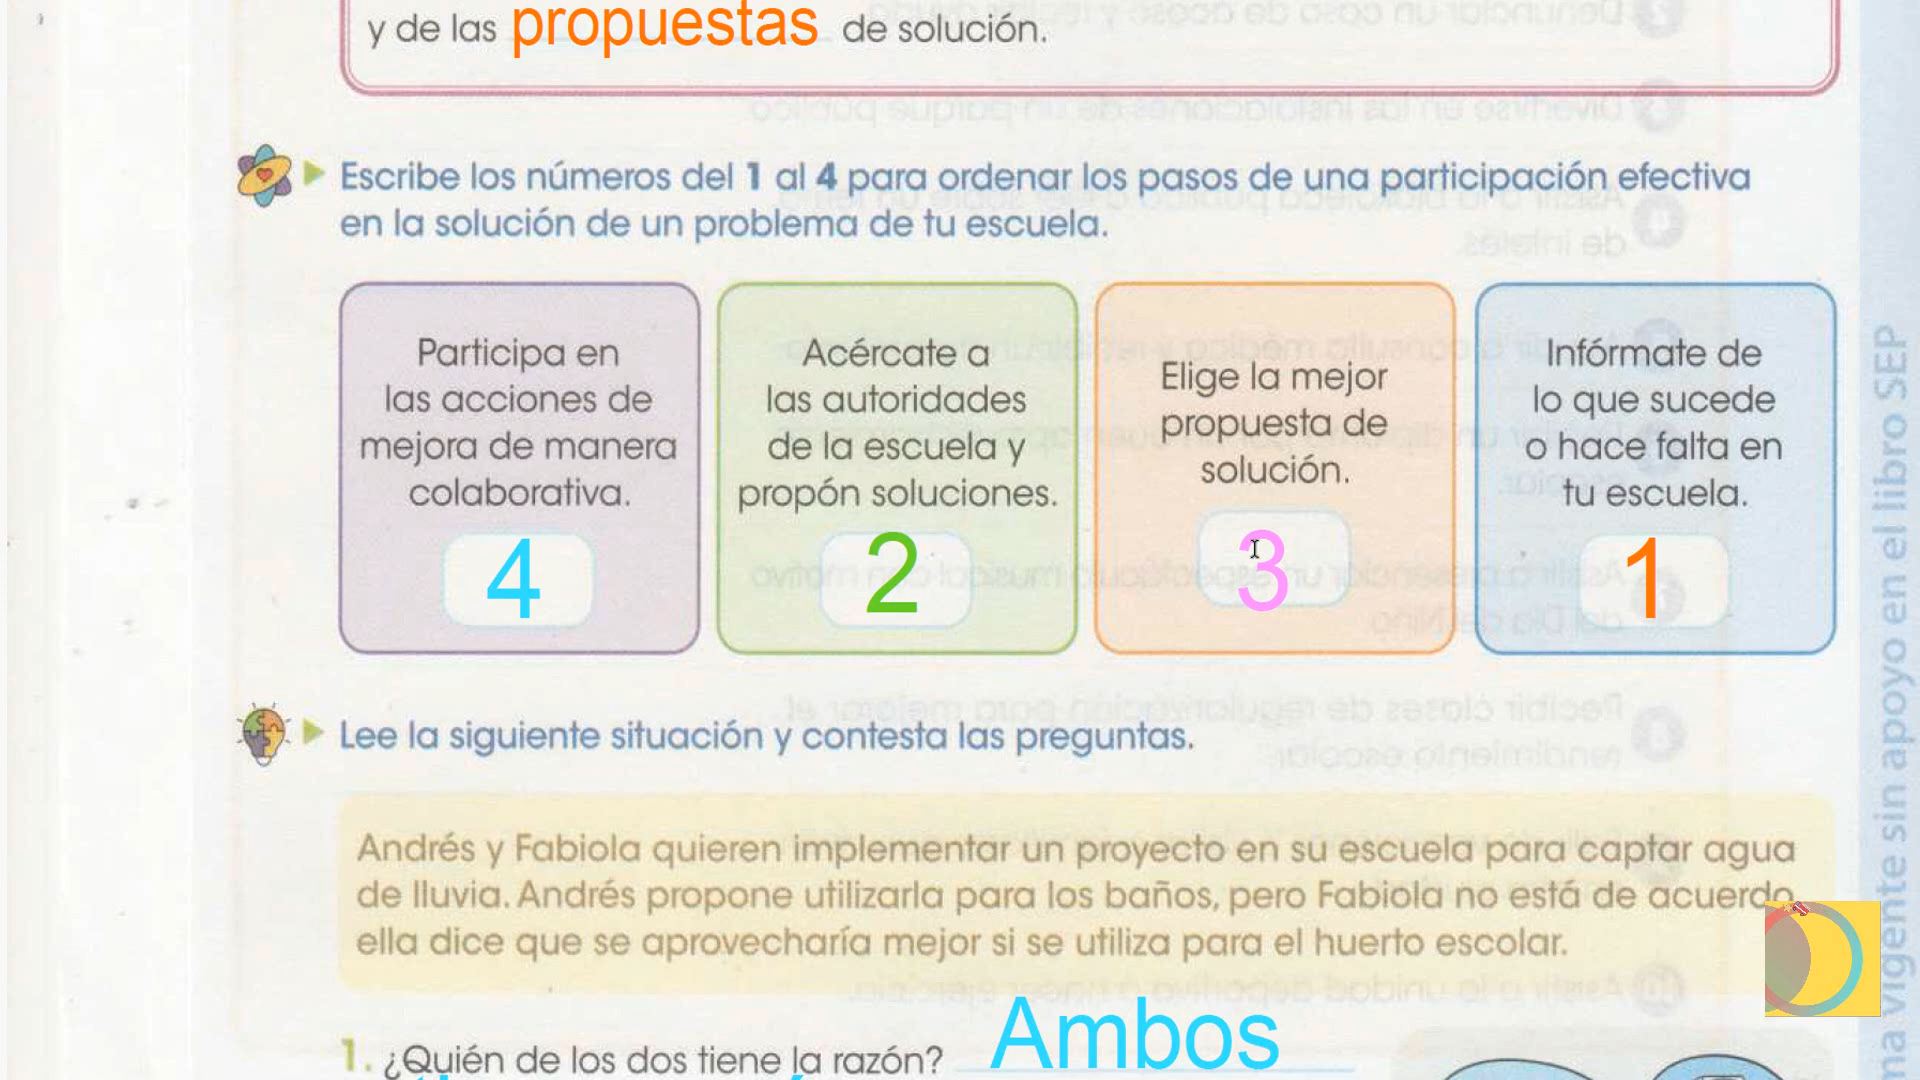 y de las propuestas de solución.
Escribe los números del 1 al 4 para ordenar los pasos de una participación efectiva
en la solución de un problema de tu escuela.
Participa en
las acciones de
mejora de manera
colaborativa.
4
Acércate a
las autoridades
de la escuela y
propón soluciones.
2
Elige la mejor
propuesta de
solución.
3
Infórmate de
lo que sucede
o hace falta en
tu escuela.
1
Lee la siguiente situación y contesta las preguntas.
Andrés y Fabiola quieren implementar un proyecto en su escuela para captar agua
de lluvia. Andrés propone utilizarla para los baños, pero Fabiola no está de acuerdo
ella dice que se aprovecharía mejor si se utiliza para el huerto escolar.
1. ¿Quién de los dos tiene la razón? Ambos
vigente sin apoyo en el libro SEP